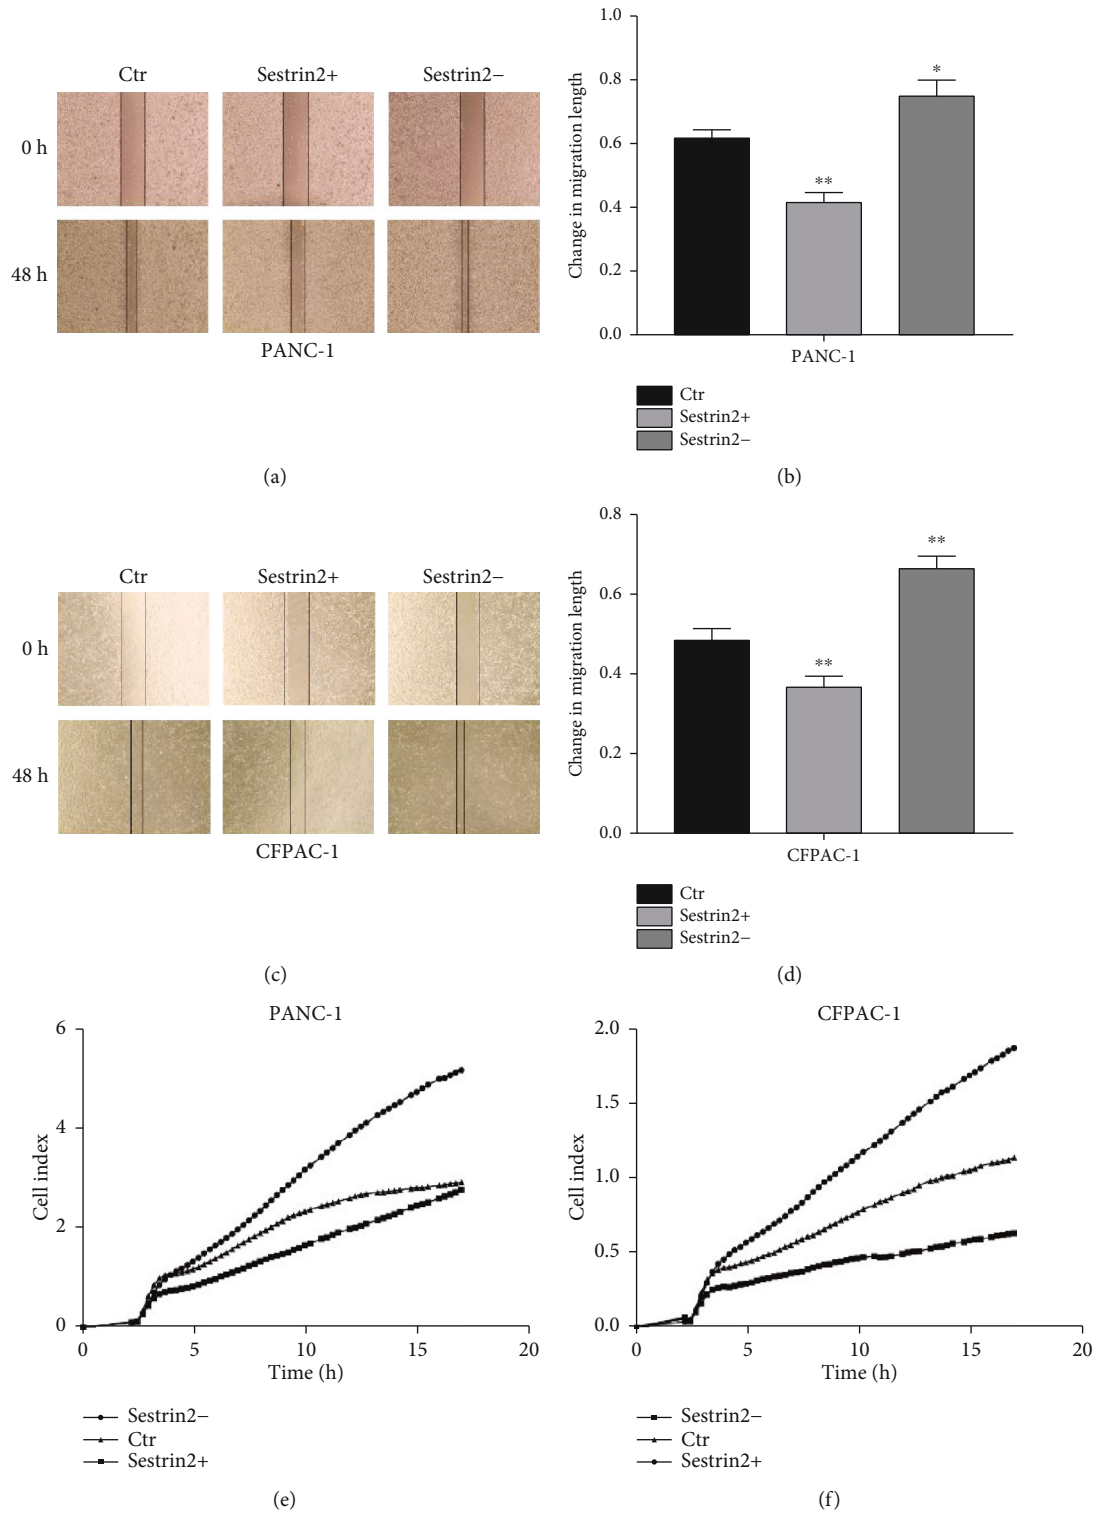 Ctr Sestrin2+ Sestrin2−
0 h
48 h
PANC-1
(a)
1.0
0.8
0.6
0.4
0.2
0.0
Change in migration length
**
*
PANC-1
Ctr
Sestrin2+
Sestrin2−
(b)
Ctr Sestrin2+ Sestrin2−
0 h
48 h
CFPAC-1
(c)
0.8
0.6
0.4
0.2
0.0
Change in migration length
**
**
CFPAC-1
Ctr
Sestrin2+
Sestrin2−
(d)
PANC-1
6
4
2
0
Cell index
0 5 10 15 20
Time (h)
Sestrin2−
Ctr
Sestrin2+
(e)
CFPAC-1
2.0
1.5
1.0
0.5
0.0
Cell index
0 5 10 15 20
Time (h)
Sestrin2−
Ctr
Sestrin2+
(f)